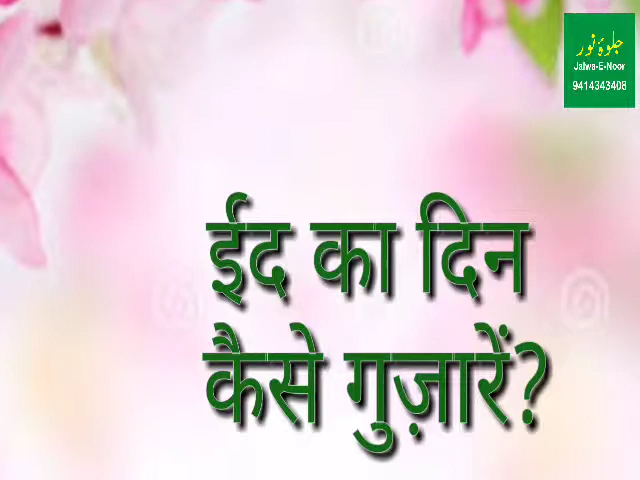 جلوۂ نور
Jalwa-E-Noor
9414343408
ईद का दिन
कैसे गुज़ारें?